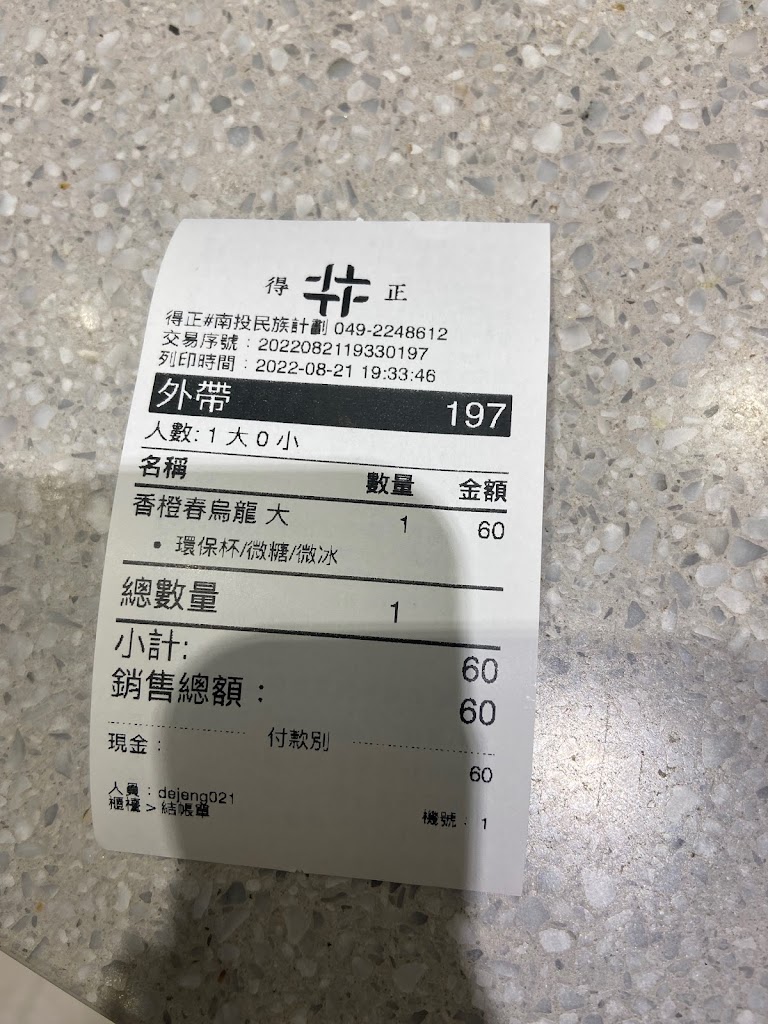 得 正
得正#南投民族計劃 049-2248612
交易序號：2022082119330197
列印時間：2022-08-21 19:33:46
外帶 197
人數: 1 大 0 小
名稱 數量 金額
香橙春烏龍 大 1 60
• 環保杯/微糖/微冰
總數量 1
小計: 60
銷售總額： 60
付款別
現金： 60
人員：dejeng021
櫃檯 > 結帳單 機號： 1